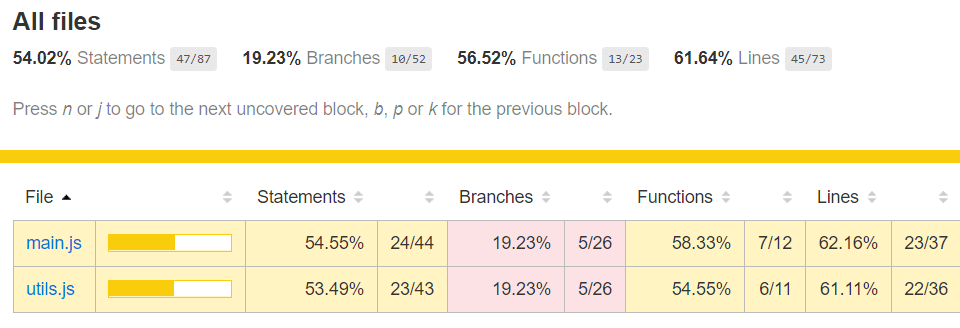 All files
54.02% Statements 47/87 19.23% Branches 10/52 56.52% Functions 13/23 61.64% Lines 45/73
Press n or j to go to the next uncovered block, b, p or k for the previous block.
File Statements Branches Functions Lines
main.js 54.55% 24/44 19.23% 5/26 58.33% 7/12 62.16% 23/37
utils.js 53.49% 23/43 19.23% 5/26 54.55% 6/11 61.11% 22/36